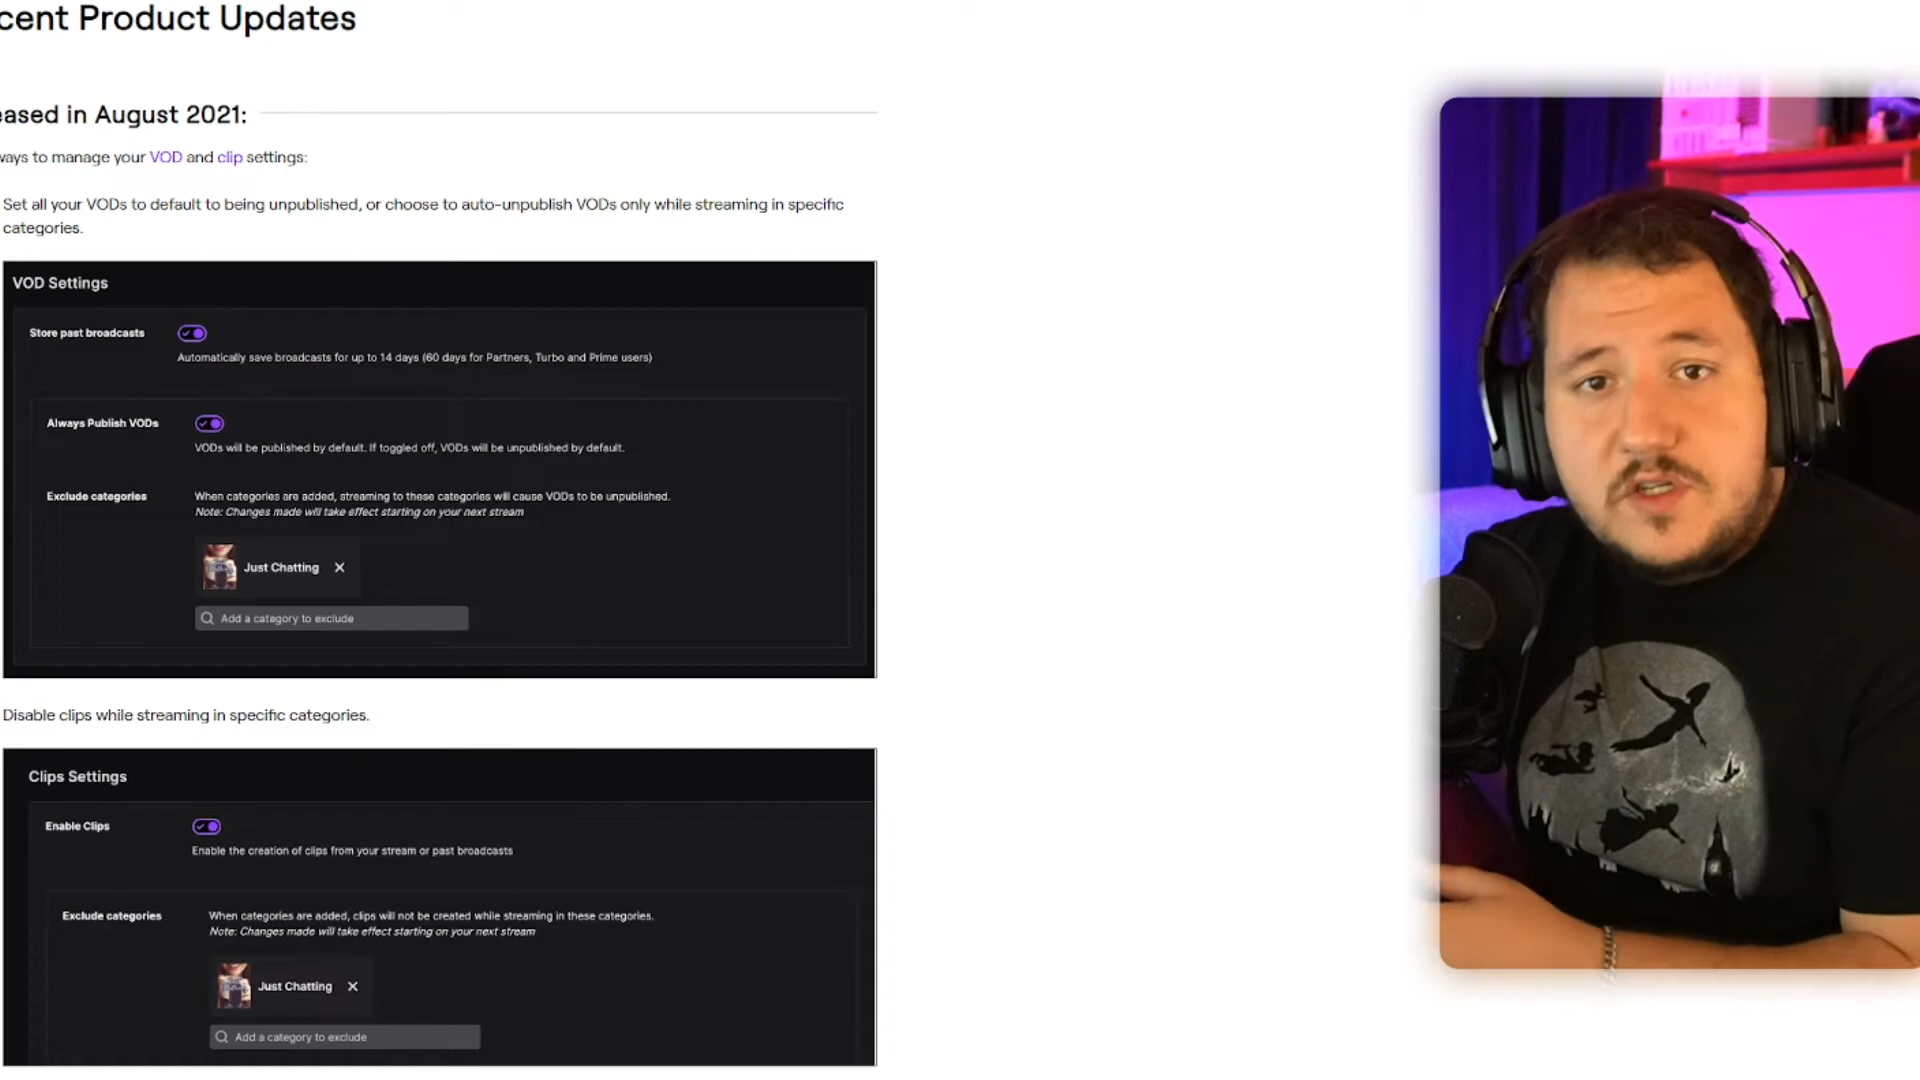 cent Product Updates
eased in August 2021:
ways to manage your VOD and clip settings:
Set all your VODs to default to being unpublished, or choose to auto-unpublish VODs only while streaming in specific
categories.
VOD Settings
Store past broadcasts
Automatically save broadcasts for up to 14 days (60 days for Partners, Turbo and Prime users)
Always Publish VODs
VODs will be published by default. If toggled off, VODs will be unpublished by default.
Exclude categories
When categories are added, streaming to these categories will cause VODs to be unpublished.
Note: Changes made will take effect starting on your next stream
Just Chatting
Add a category to exclude
Disable clips while streaming in specific categories.
Clips Settings
Enable Clips
Enable the creation of clips from your stream or past broadcasts
Exclude categories
When categories are added, clips will not be created while streaming in these categories.
Note: Changes made will take effect starting on your next stream
Just Chatting
Add a category to exclude